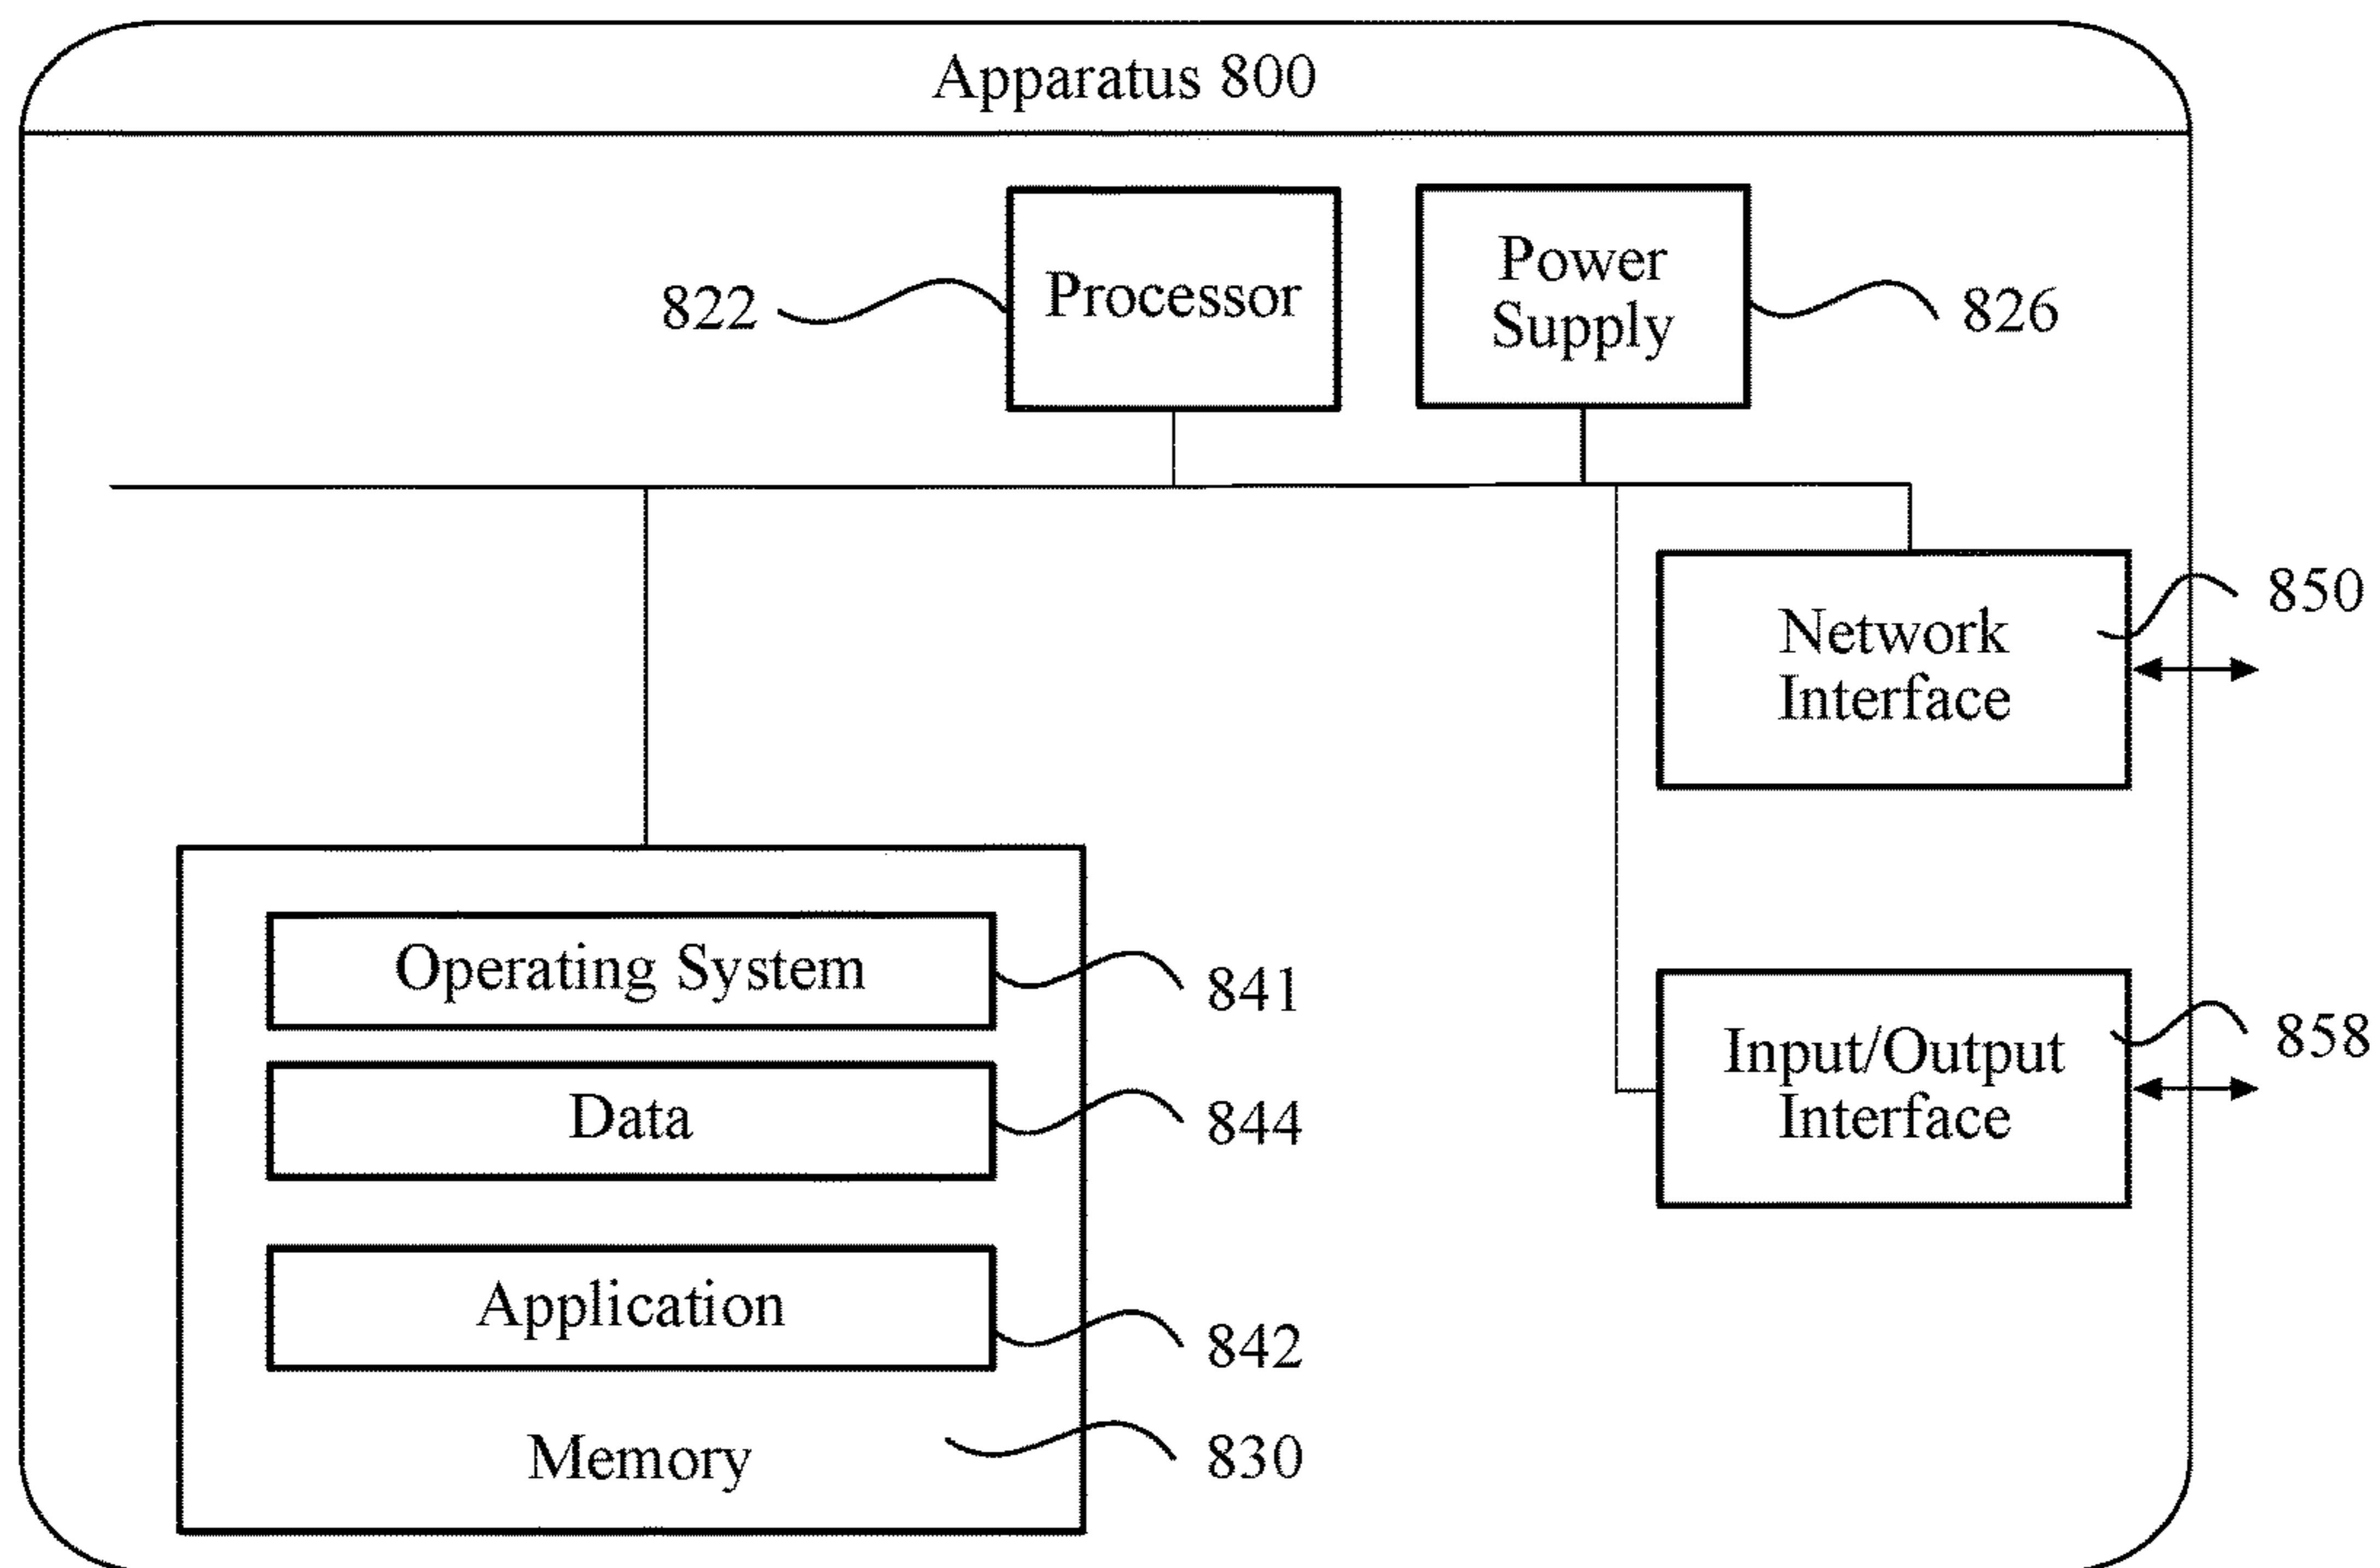 Apparatus 800
822
Processor
Power
Supply
826
Network
Interface
850
Operating System
841
Data
844
Application
842
Memory
830
Input/Output
Interface
858